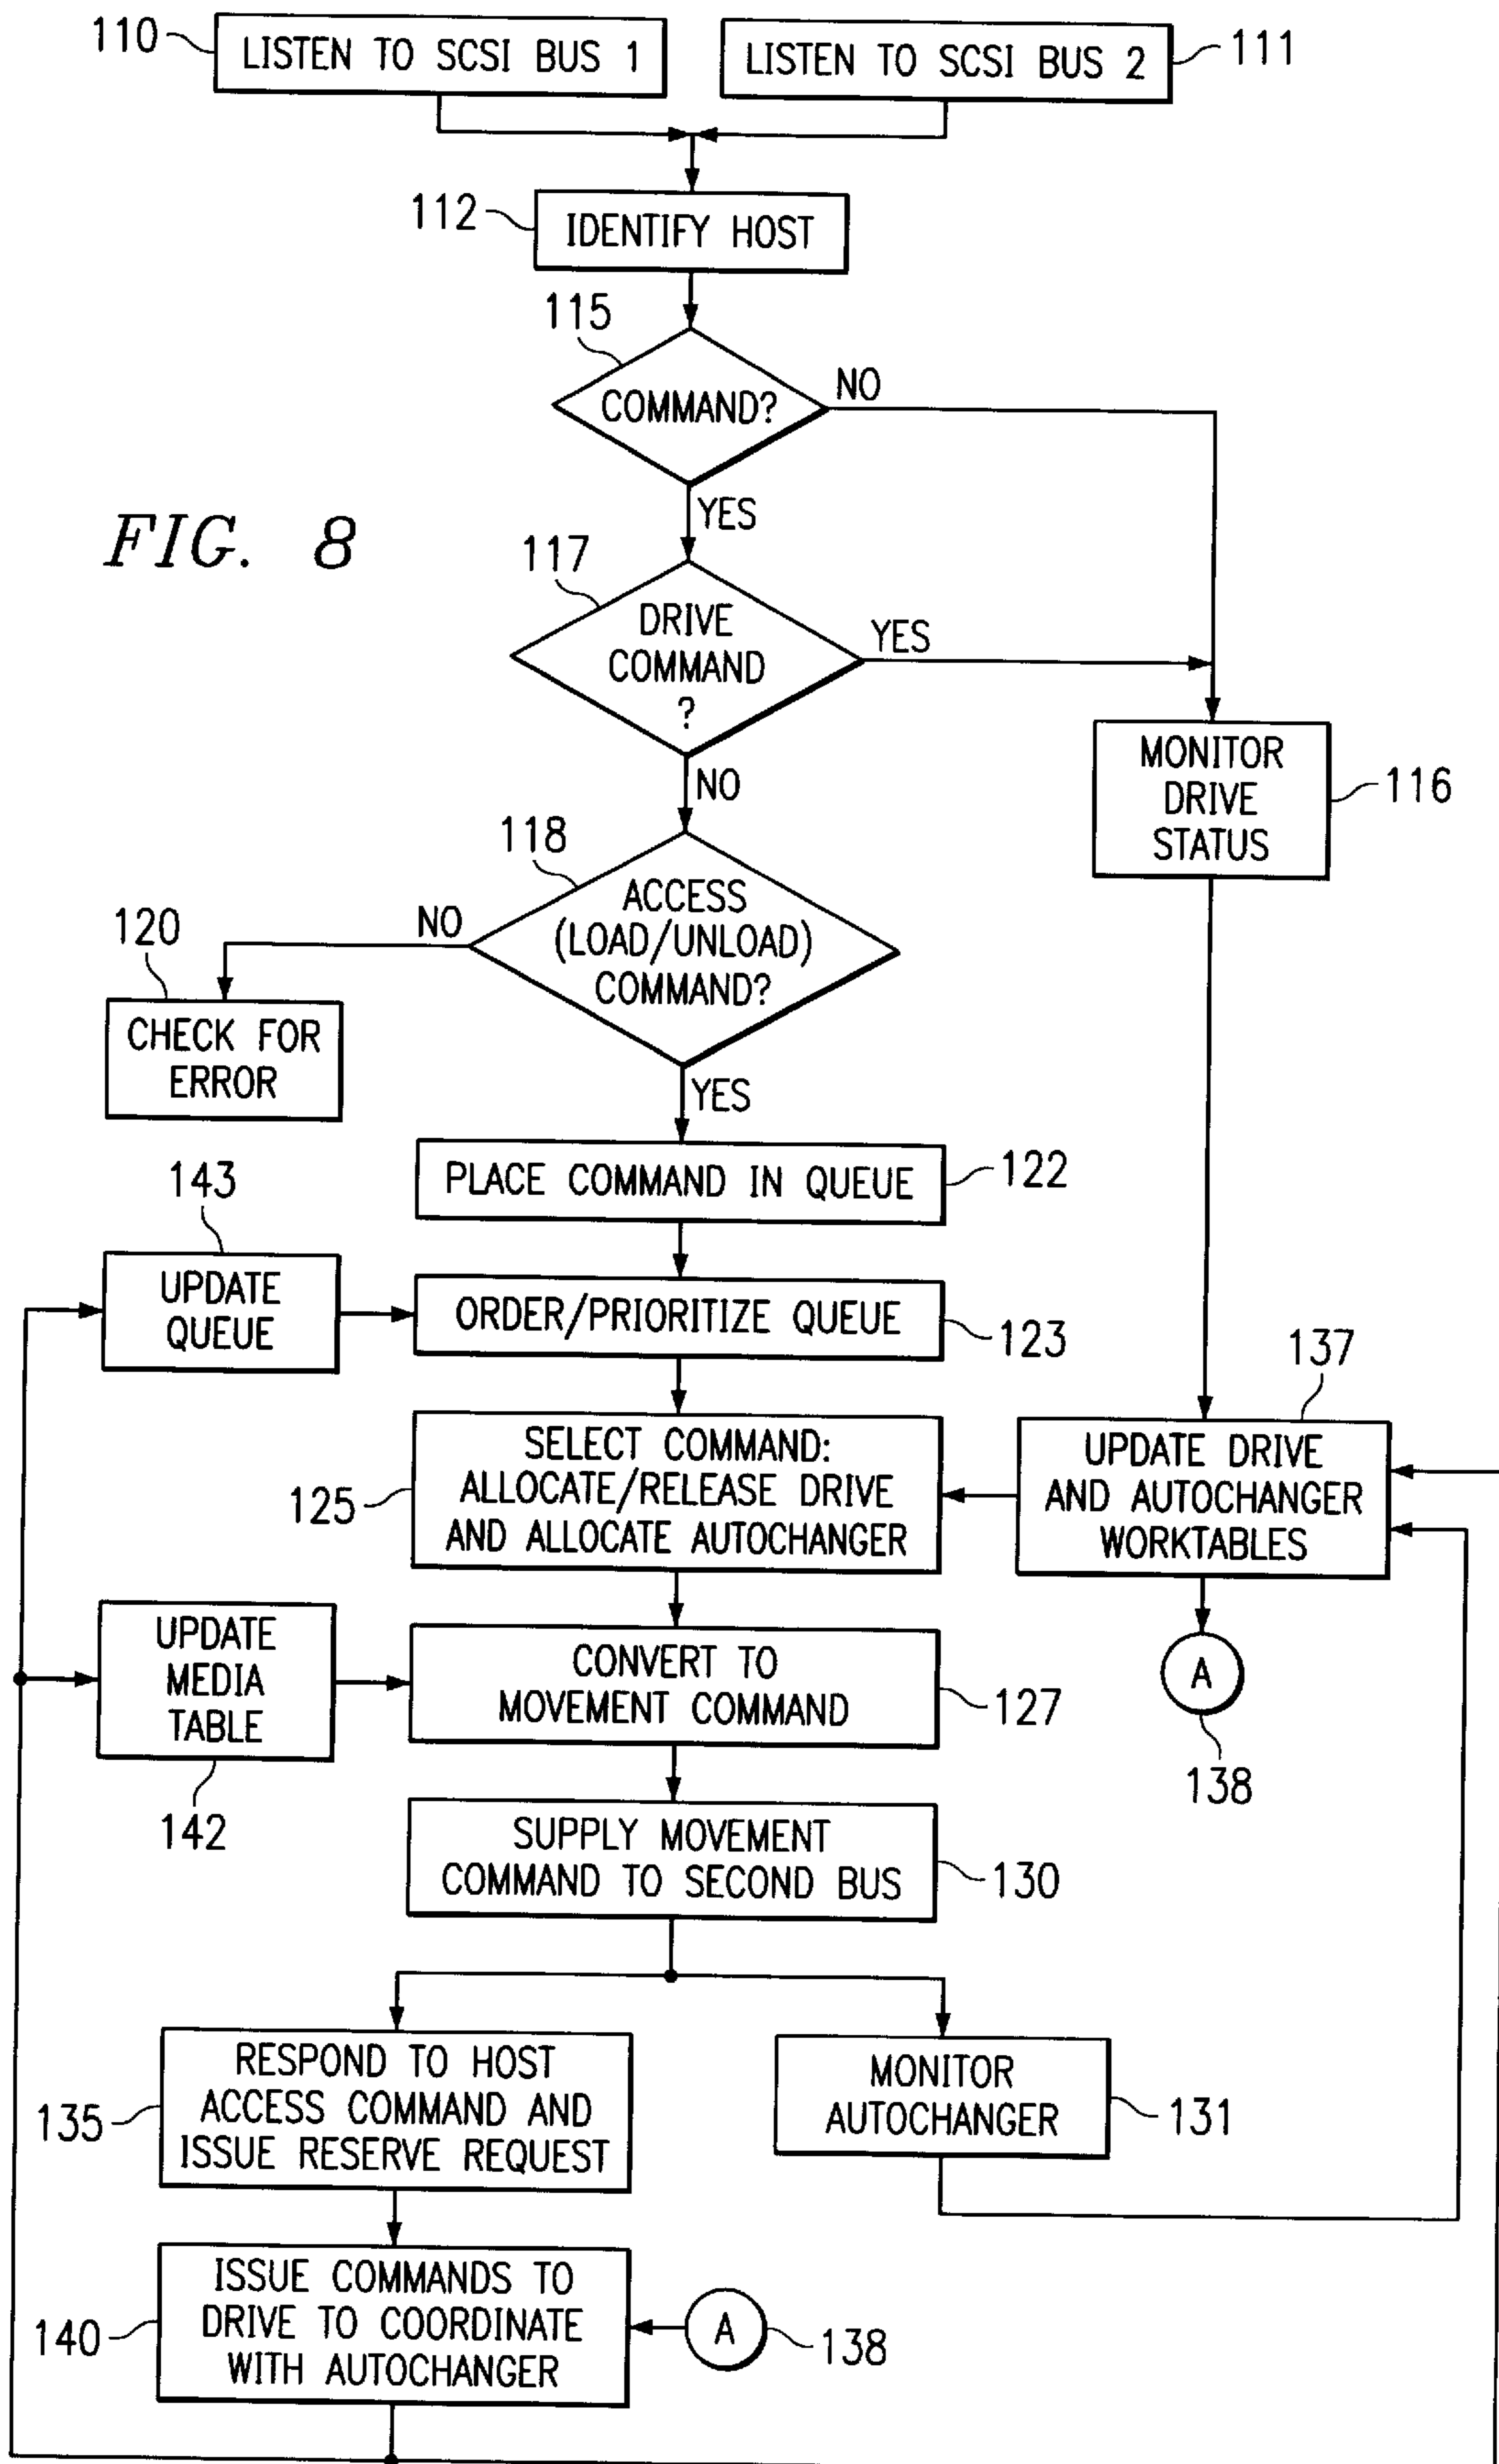 110
LISTEN TO SCSI BUS 1
LISTEN TO SCSI BUS 2
111
112
IDENTIFY HOST
115
COMMAND?
NO
YES
FIG. 8
117
DRIVE
COMMAND
?
YES
NO
MONITOR
DRIVE
STATUS
116
118
ACCESS
(LOAD/UNLOAD)
COMMAND?
NO
YES
120
CHECK FOR
ERROR
PLACE COMMAND IN QUEUE
122
143
UPDATE
QUEUE
ORDER/PRIORITIZE QUEUE
123
137
SELECT COMMAND:
ALLOCATE/RELEASE DRIVE
AND ALLOCATE AUTOCHANGER
125
UPDATE DRIVE
AND AUTOCHANGER
WORKTABLES
UPDATE
MEDIA
TABLE
142
CONVERT TO
MOVEMENT COMMAND
127
A
138
SUPPLY MOVEMENT
COMMAND TO SECOND BUS
130
RESPOND TO HOST
ACCESS COMMAND AND
ISSUE RESERVE REQUEST
135
MONITOR
AUTOCHANGER
131
ISSUE COMMANDS TO
DRIVE TO COORDINATE
WITH AUTOCHANGER
140
A
138